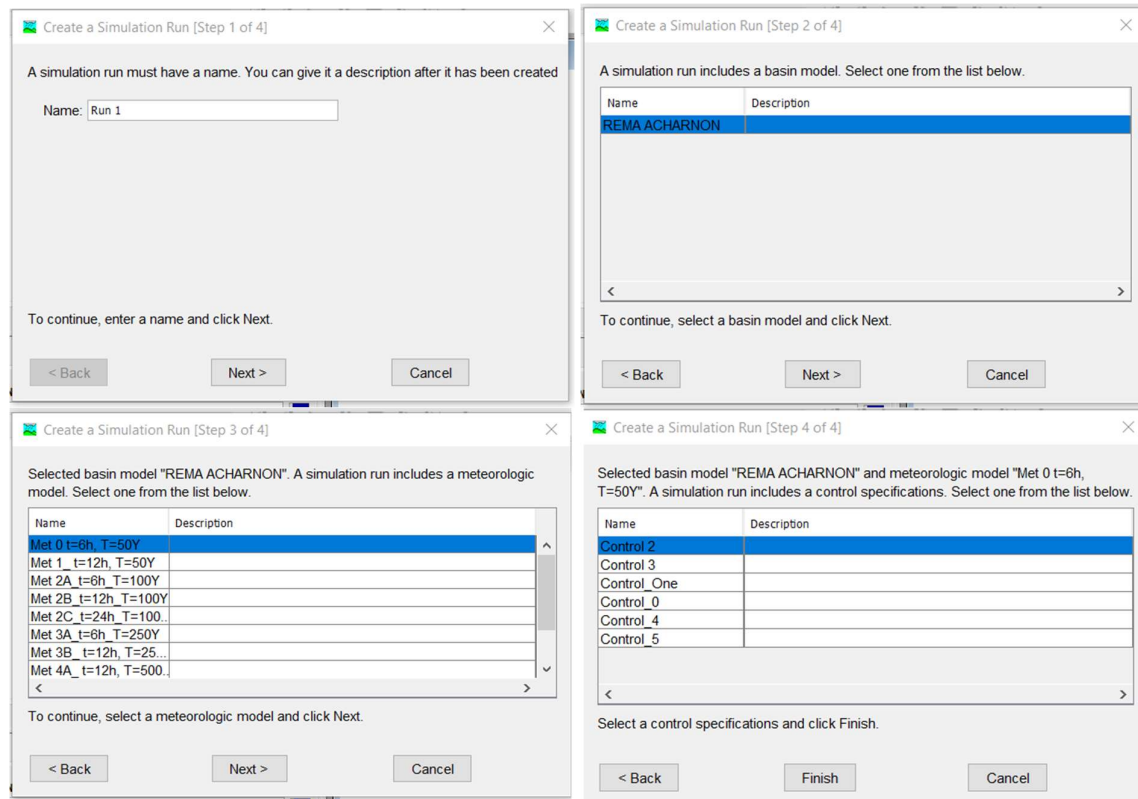 Create a Simulation Run [Step 1 of 4]
A simulation run must have a name. You can give it a description after it has been created
Name: Run 1
To continue, enter a name and click Next.
< Back Next > Cancel
Create a Simulation Run [Step 2 of 4]
A simulation run includes a basin model. Select one from the list below.
Name Description
REMA ACHARNON
To continue, select a basin model and click Next.
< Back Next > Cancel
Create a Simulation Run [Step 3 of 4]
Selected basin model "REMA ACHARNON". A simulation run includes a meteorologic
model. Select one from the list below.
Name Description
Met 0 t=6h, T=50Y
Met 1_ t=12h, T=50Y
Met 2A_t=6h_T=100Y
Met 2B_t=12h_T=100Y
Met 2C_t=24h_T=100..
Met 3A_t=6h_T=250Y
Met 3B_ t=12h, T=25...
Met 4A_ t=12h, T=500..
To continue, select a meteorologic model and click Next.
< Back Next > Cancel
Create a Simulation Run [Step 4 of 4]
Selected basin model "REMA ACHARNON" and meteorologic model "Met 0 t=6h,
T=50Y". A simulation run includes a control specifications. Select one from the list below.
Name Description
Control 2
Control 3
Control_One
Control_0
Control_4
Control_5
Select a control specifications and click Finish.
< Back Finish Cancel